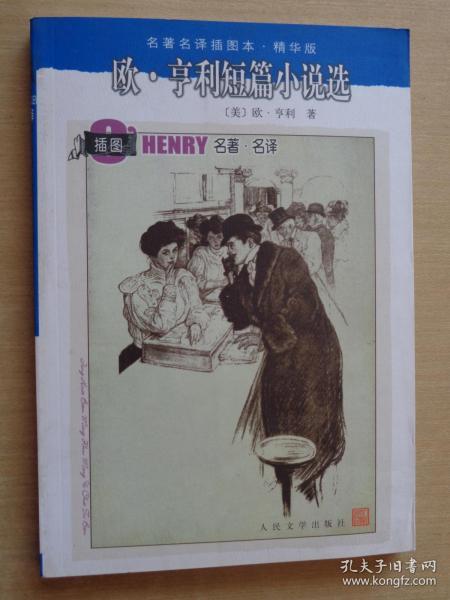 名著名译插图本·精华版
欧·亨利短篇小说选
〔美〕欧·亨利 著
插图
O'HENRY 名著·名译
人民文学出版社
孔夫子旧书网
www.kongfz.com